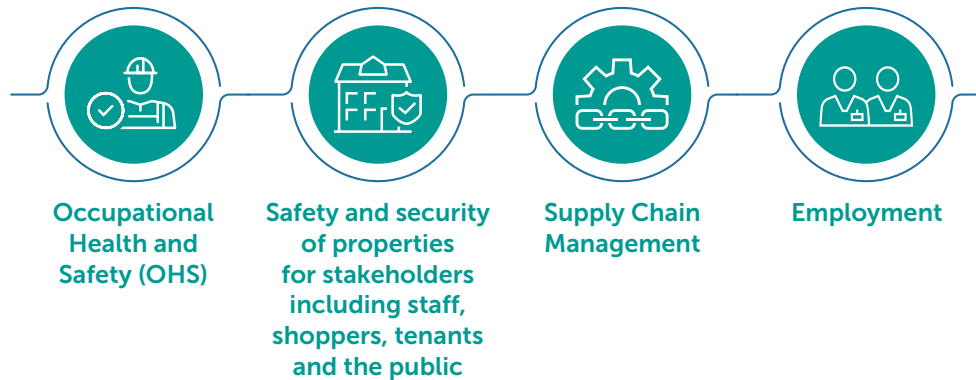 Occupational
Health and
Safety (OHS)
Safety and security
of properties
for stakeholders
including staff,
shoppers, tenants
and the public
Supply Chain
Management
Employment